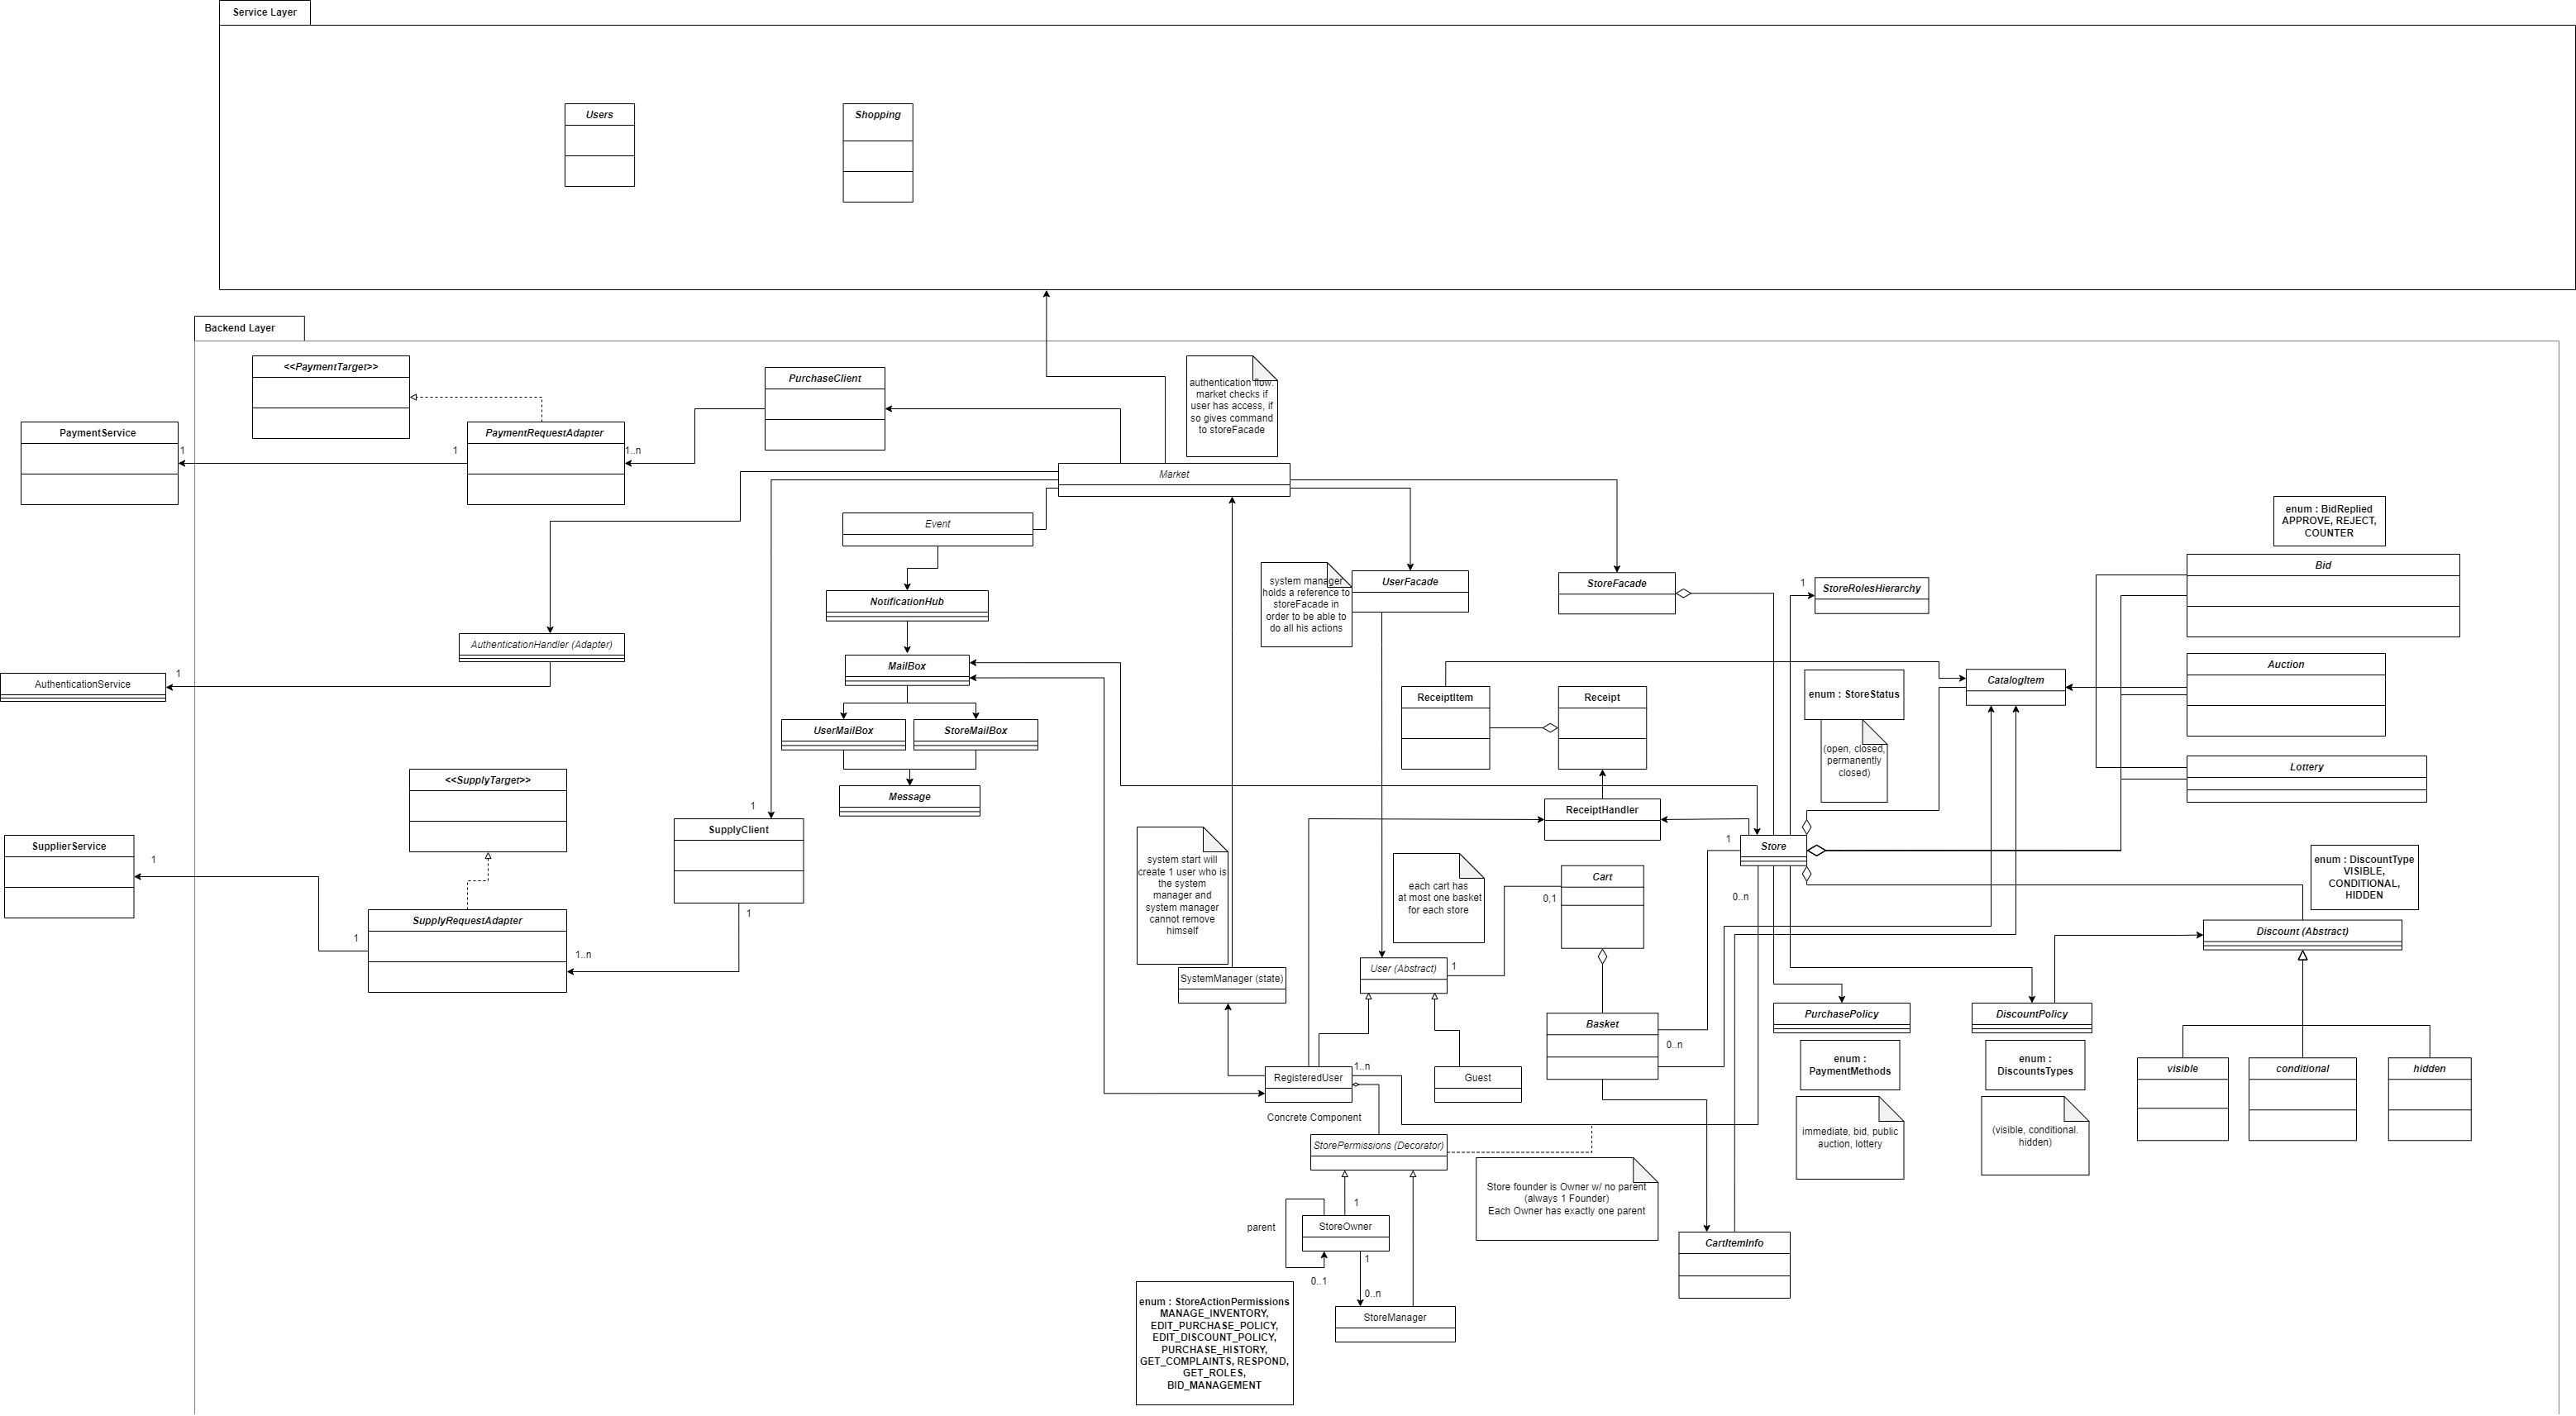 Service Layer
Users
Shopping
Backend Layer
<<PaymentTarget>>
PurchaseClient
authentication flow:
market checks if
user has access, if
so gives command
to storeFacade
PaymentService
1
1
PaymentRequestAdapter
1..n
Market
Event
enum : BidReplied
APPROVE, REJECT,
COUNTER
Bid
system manager
holds a reference to
storeFacade in
order to be able to
do all his actions
UserFacade
StoreFacade
1
StoreRolesHierarchy
NotificationHub
AuthenticationHandler (Adapter)
MailBox
Auction
AuthenticationService
1
ReceiptItem
Receipt
enum : StoreStatus
CatalogItem
UserMailBox
StoreMailBox
(open, closed,
permanently
closed)
Lottery
<<SupplyTarget>>
Message
1
SupplyClient
ReceiptHandler
SupplierService
1
1
Store
system start will
create 1 user who is
the system
manager and
system manager
cannot remove
himself
each cart has
at most one basket
for each store
Cart
0,1
0..n
enum : DiscountType
VISIBLE,
CONDITIONAL,
HIDDEN
SupplyRequestAdapter
1
1
1..n
Discount (Abstract)
SystemManager (state)
User (Abstract)
1
PurchasePolicy
DiscountPolicy
Basket
0..n
RegisteredUser
1..n
Guest
enum :
PaymentMethods
enum :
DiscountsTypes
visible
conditional
hidden
Concrete Component
immediate, bid, public
auction, lottery
(visible, conditional.
hidden)
StorePermissions (Decorator)
Store founder is Owner w/ no parent
(always 1 Founder)
Each Owner has exactly one parent
1
parent
StoreOwner
1
0..1
0..n
CartItemInfo
StoreManager
enum : StoreActionPermissions
MANAGE_INVENTORY,
EDIT_PURCHASE_POLICY,
EDIT_DISCOUNT_POLICY,
PURCHASE_HISTORY,
GET_COMPLAINTS, RESPOND,
GET_ROLES,
BID_MANAGEMENT